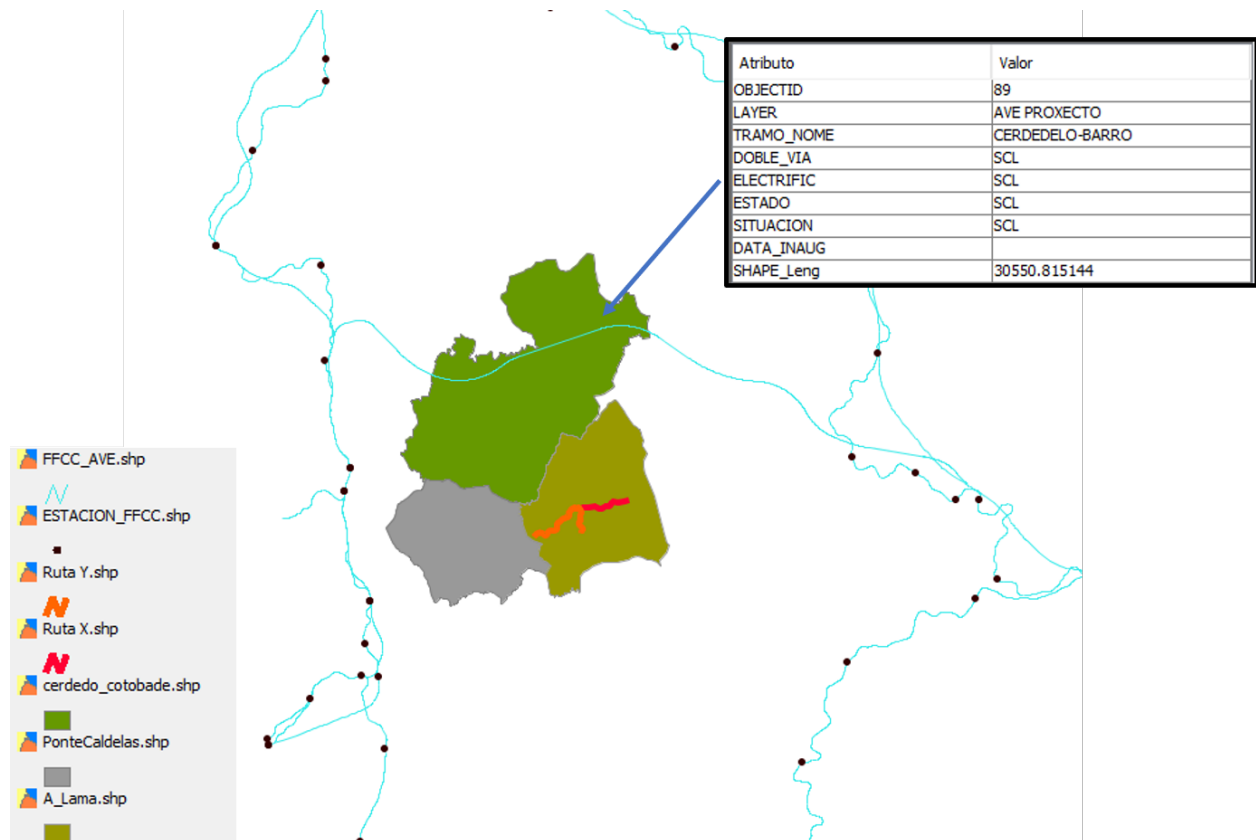 Atributo Valor
OBJECTID 89
LAYER AVE PROXECTO
TRAMO_NOME CERDEDELO-BARRO
DOBLE_VIA SCL
ELECTRIFIC SCL
ESTADO SCL
SITUACION SCL
DATA_INAUG
SHAPE_Leng 30550.815144
FFCC_AVE.shp
ESTACION_FFCC.shp
Ruta Y.shp
Ruta X.shp
cerdedo_cotobade.shp
PonteCaldelas.shp
A_Lama.shp